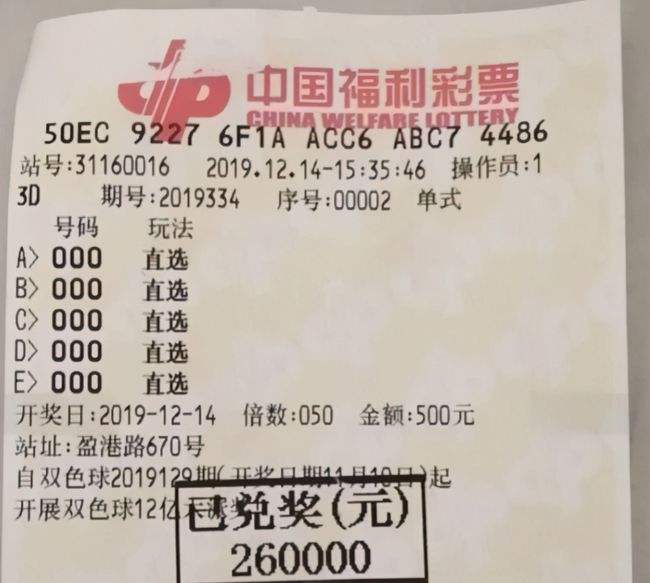 中国福利彩票
CHINA WELFARE LOTTERY
50EC 9227 6F1A ACC6 ABC7 4486
站号:31160016 2019.12.14-15:35:46 操作员:1
3D 期号:2019334 序号:00002 单式
号码 玩法
A> 000 直选
B> 000 直选
C> 000 直选
D> 000 直选
E> 000 直选
开奖日:2019-12-14 倍数:050 金额:500元
站址:盈港路670号
自双色球2019129期(开奖日期11月10日)起
开展双色球12亿元派奖
已兑奖(元)
260000